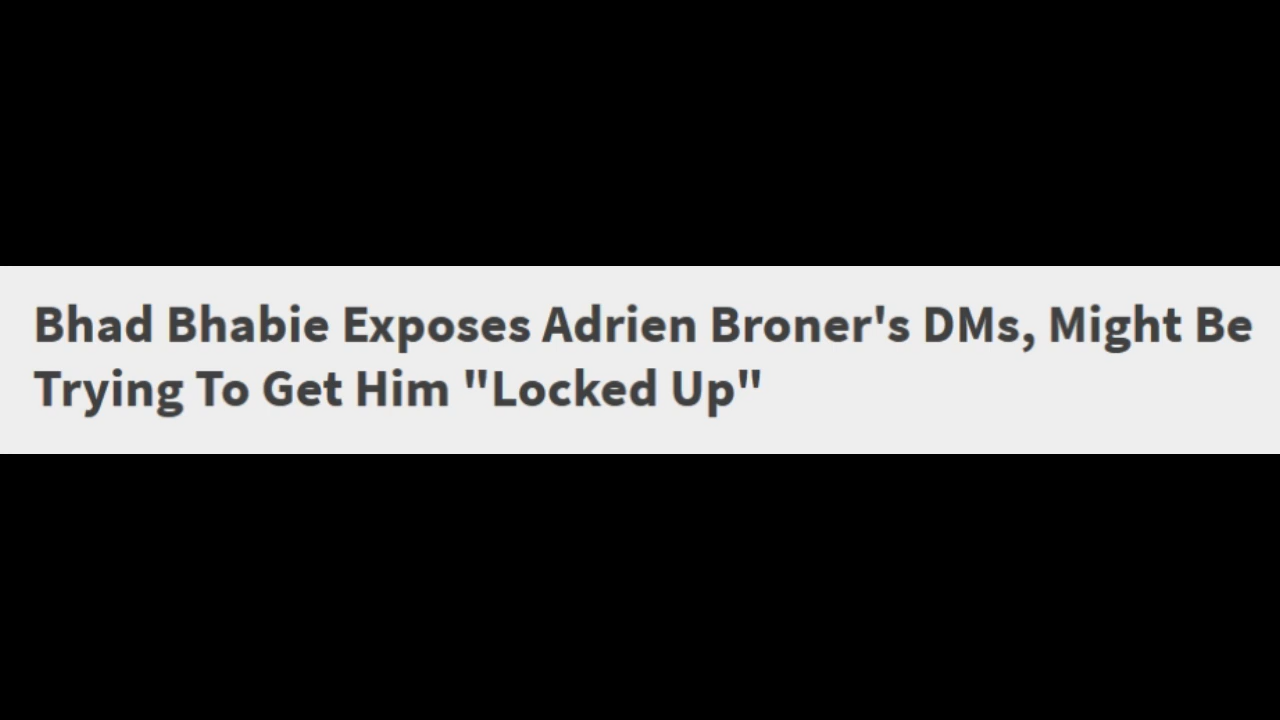 Bhad Bhabie Exposes Adrien Broner's DMs, Might Be
Trying To Get Him "Locked Up"